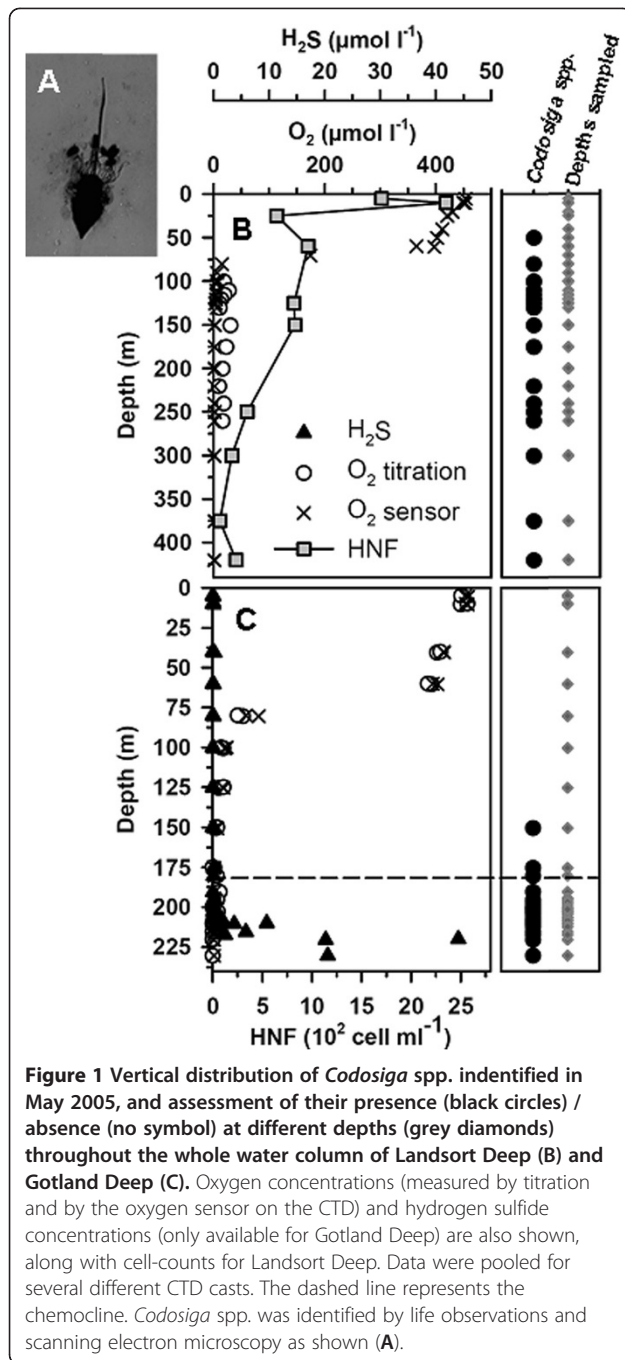 A
H₂S (µmol l⁻¹)
0 10 20 30 40 50
O₂ (µmol l⁻¹)
0 200 400
Codosiga spp.
Depths sampled
B
Depth (m)
0
50
100
150
200
250
300
350
400
H₂S
O₂ titration
O₂ sensor
HNF
C
Depth (m)
0
25
50
75
100
125
150
175
200
225
0 5 10 15 20 25
HNF (10² cell ml⁻¹)
Figure 1 Vertical distribution of Codosiga spp. indentified in
May 2005, and assessment of their presence (black circles) /
absence (no symbol) at different depths (grey diamonds)
throughout the whole water column of Landsort Deep (B) and
Gotland Deep (C). Oxygen concentrations (measured by titration
and by the oxygen sensor on the CTD) and hydrogen sulfide
concentrations (only available for Gotland Deep) are also shown,
along with cell-counts for Landsort Deep. Data were pooled for
several different CTD casts. The dashed line represents the
chemocline. Codosiga spp. was identified by life observations and
scanning electron microscopy as shown (A).